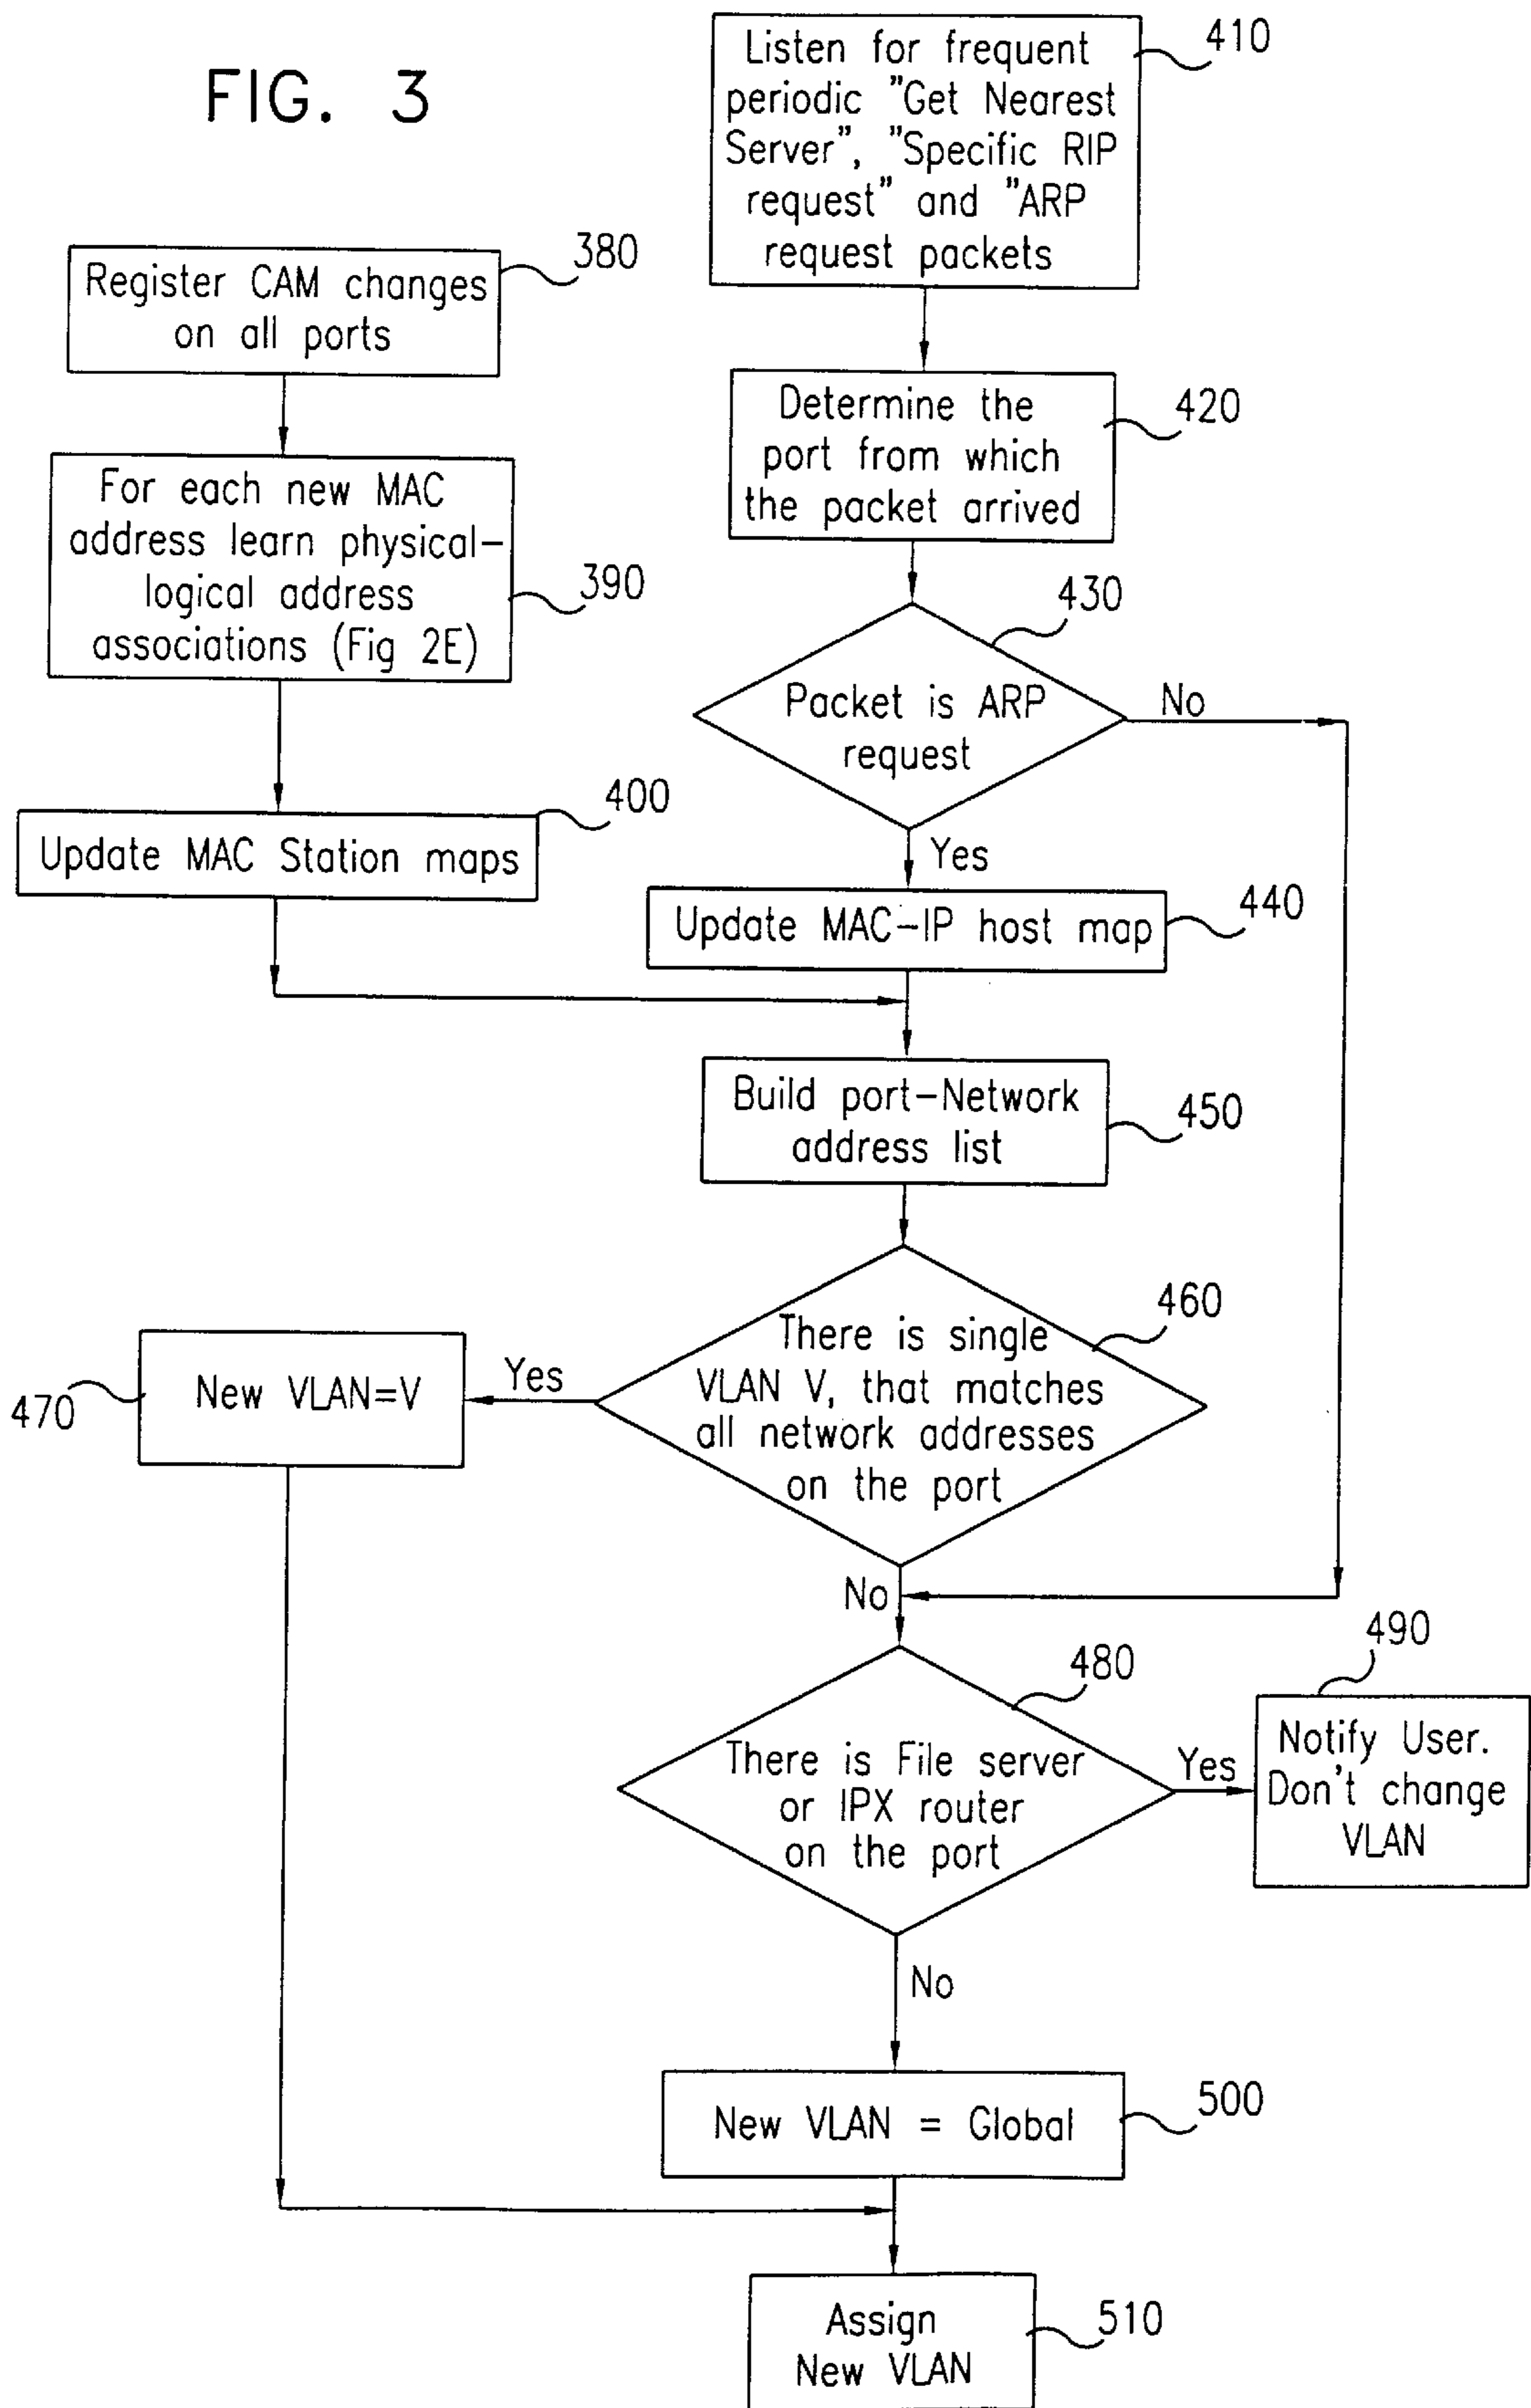 FIG. 3
Listen for frequent
periodic "Get Nearest
Server", "Specific RIP
request" and "ARP
request packets
410
Register CAM changes
on all ports
380
Determine the
port from which
the packet arrived
420
For each new MAC
address learn physical-
logical address
associations (Fig 2E)
390
Packet is ARP
request
430
No
Yes
Update MAC Station maps
400
Update MAC-IP host map
440
Build port-Network
address list
450
There is single
VLAN V, that matches
all network addresses
on the port
460
Yes
No
New VLAN=V
470
There is File server
or IPX router
on the port
480
Yes
No
Notify User.
Don't change
VLAN
490
New VLAN = Global
500
Assign
New VLAN
510